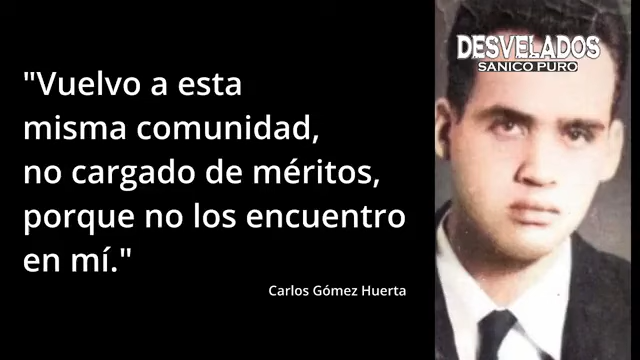 "Vuelvo a esta
misma comunidad,
no cargado de méritos,
porque no los encuentro
en mí."
Carlos Gómez Huerta
DESVELADOS
SANICO PURO